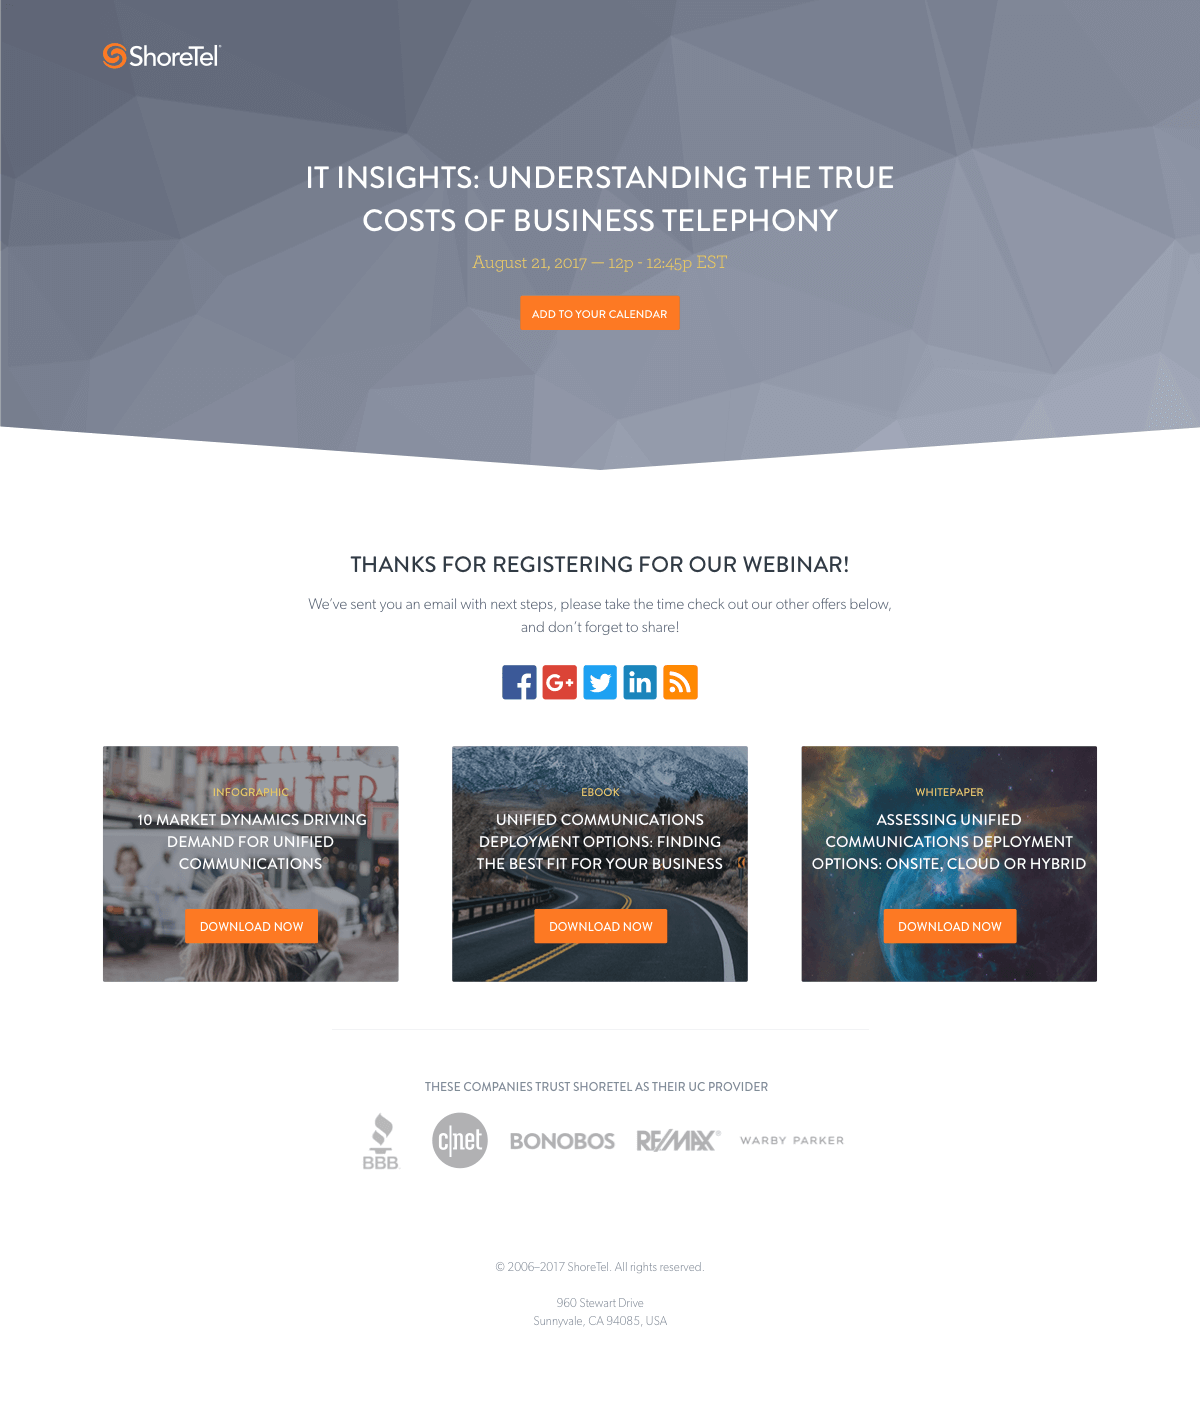 ShoreTel
IT INSIGHTS: UNDERSTANDING THE TRUE
COSTS OF BUSINESS TELEPHONY
August 21, 2017 — 12p - 12:45p EST
ADD TO YOUR CALENDAR
THANKS FOR REGISTERING FOR OUR WEBINAR!
We've sent you an email with next steps, please take the time check out our other offers below,
and don't forget to share!
G+
in
MARKET
CENTER
INFOGRAPHIC
10 MARKET DYNAMICS DRIVING
DEMAND FOR UNIFIED
COMMUNICATIONS
DOWNLOAD NOW
EBOOK
UNIFIED COMMUNICATIONS
DEPLOYMENT OPTIONS: FINDING
THE BEST FIT FOR YOUR BUSINESS
DOWNLOAD NOW
WHITEPAPER
ASSESSING UNIFIED
COMMUNICATIONS DEPLOYMENT
OPTIONS: ONSITE, CLOUD OR HYBRID
DOWNLOAD NOW
THESE COMPANIES TRUST SHORETEL AS THEIR UC PROVIDER
BBB
c|net
BONOBOS
RE/MAX®
WARBY PARKER
© 2006–2017 ShoreTel. All rights reserved.
960 Stewart Drive
Sunnyvale, CA 94085, USA